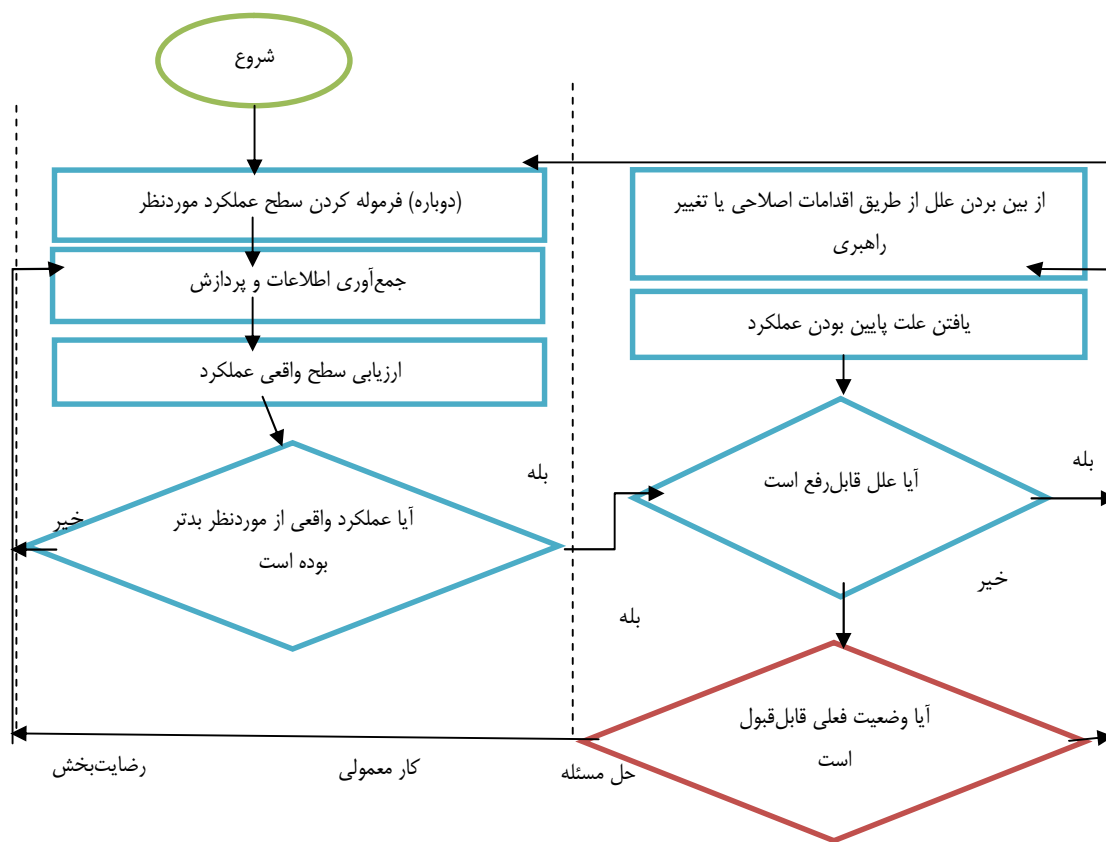 شروع
(دوباره) فرموله کردن سطح عملکرد موردنظر
از بین بردن علل از طریق اقدامات اصلاحی یا تغییر
راهبری
جمع‌آوری اطلاعات و پردازش
یافتن علت پایین بودن عملکرد
ارزیابی سطح واقعی عملکرد
بله
بله
آیا علل قابل‌رفع است
خیر
آیا عملکرد واقعی از موردنظر بدتر
بوده است
خیر
بله
آیا وضعیت فعلی قابل‌قبول
است
حل مسئله
کار معمولی
رضایت‌بخش